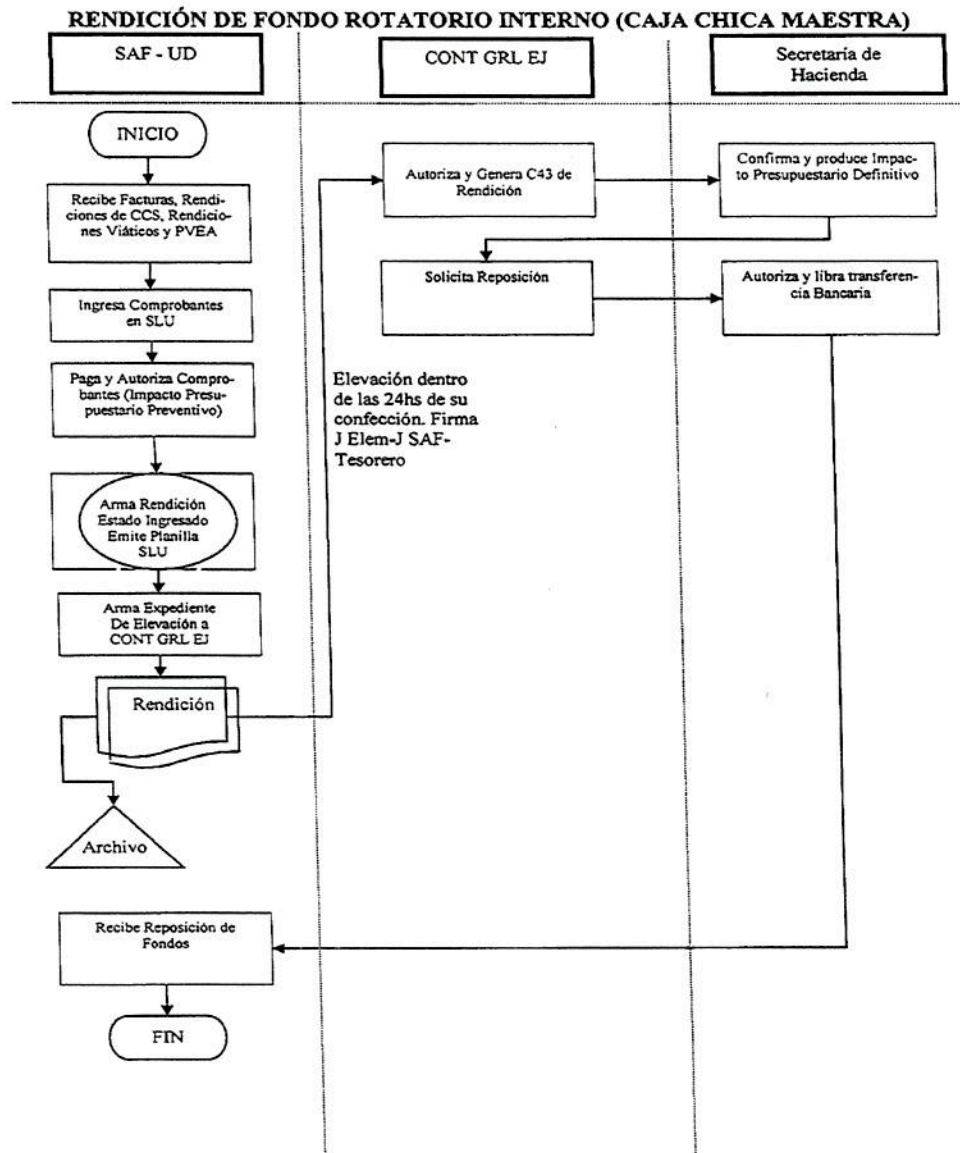 RENDICIÓN DE FONDO ROTATORIO INTERNO (CAJA CHICA MAESTRA)
SAF - UD
CONT GRL EJ
Secretaría de
Hacienda
INICIO
Recibe Facturas, Rendi-
ciones de CCS, Rendicio-
nes Viáticos y PVEA
Ingresa Comprobantes
en SLU
Paga y Autoriza Compro-
bantes (Impacto Presu-
puestario Preventivo)
Arma Rendición
Estado Ingresado
Emite Planilla
SLU
Arma Expediente
De Elevación a
CONT GRL EJ
Rendición
Archivo
Elevación dentro
de las 24hs de su
confección. Firma
J Elem-J SAF-
Tesorero
Autoriza y Genera C43 de
Rendición
Confirma y produce Impac-
to Presupuestario Definitivo
Solicita Reposición
Autoriza y libra transferen-
cia Bancaria
Recibe Reposición de
Fondos
FIN